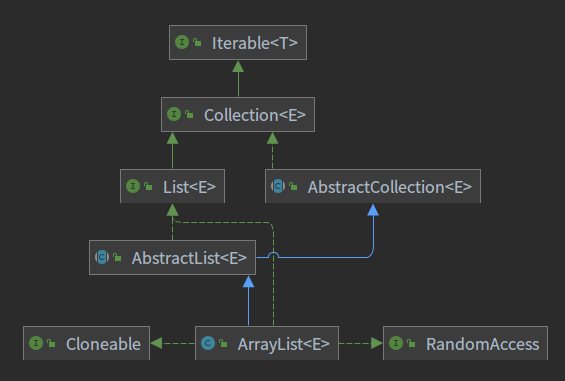 I Iterable<T>
I Collection<E>
I List<E>
C AbstractCollection<E>
C AbstractList<E>
I Cloneable
C ArrayList<E>
I RandomAccess